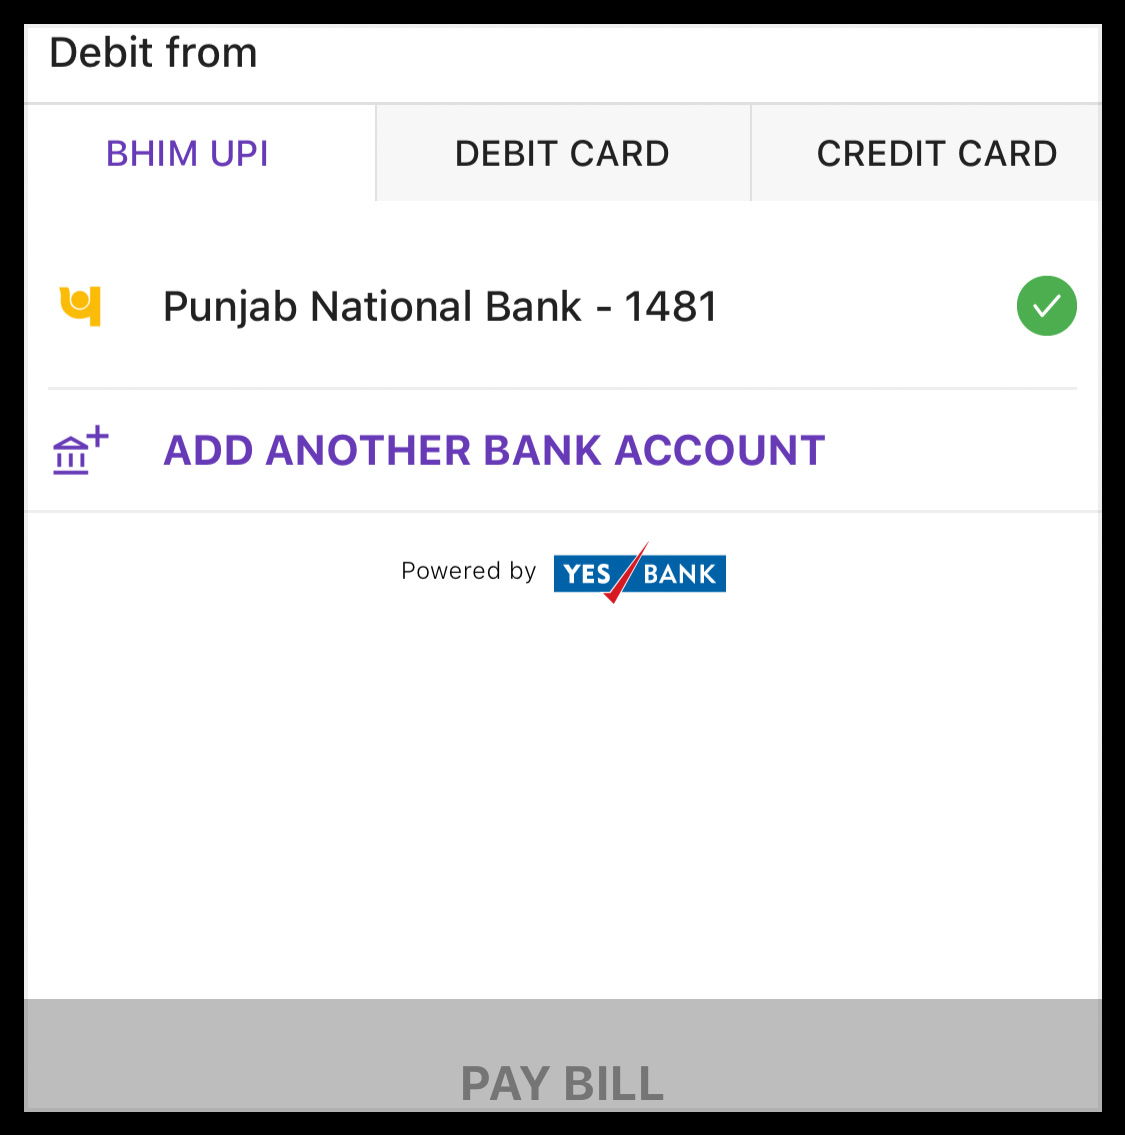 Debit from
BHIM UPI DEBIT CARD CREDIT CARD
Punjab National Bank - 1481
ADD ANOTHER BANK ACCOUNT
Powered by YES BANK
PAY BILL